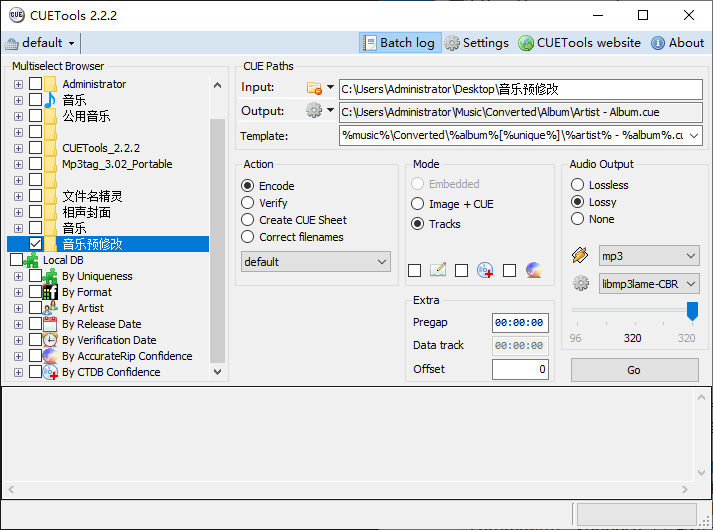 CUE CUETools 2.2.2
default Batch log Settings CUETools website About
Multiselect Browser
Administrator
音乐
公用音乐
CUETools_2.2.2
Mp3tag_3.02_Portable
文件名精灵
相声封面
音乐
音乐预修改
Local DB
By Uniqueness
By Format
By Artist
By Release Date
By Verification Date
By AccurateRip Confidence
By CTDB Confidence
CUE Paths
Input: C:\Users\Administrator\Desktop\音乐预修改
Output: C:\Users\Administrator\Music\Converted\Album\Artist - Album.cue
Template: %music%\Converted\%album%[%unique%]\%artist% - %album%.cu
Action
Encode
Verify
Create CUE Sheet
Correct filenames
default
Mode
Embedded
Image + CUE
Tracks
Extra
Pregap 00:00:00
Data track 00:00:00
Offset 0
Audio Output
Lossless
Lossy
None
mp3
libmp3lame-CBR
96 320 320
Go